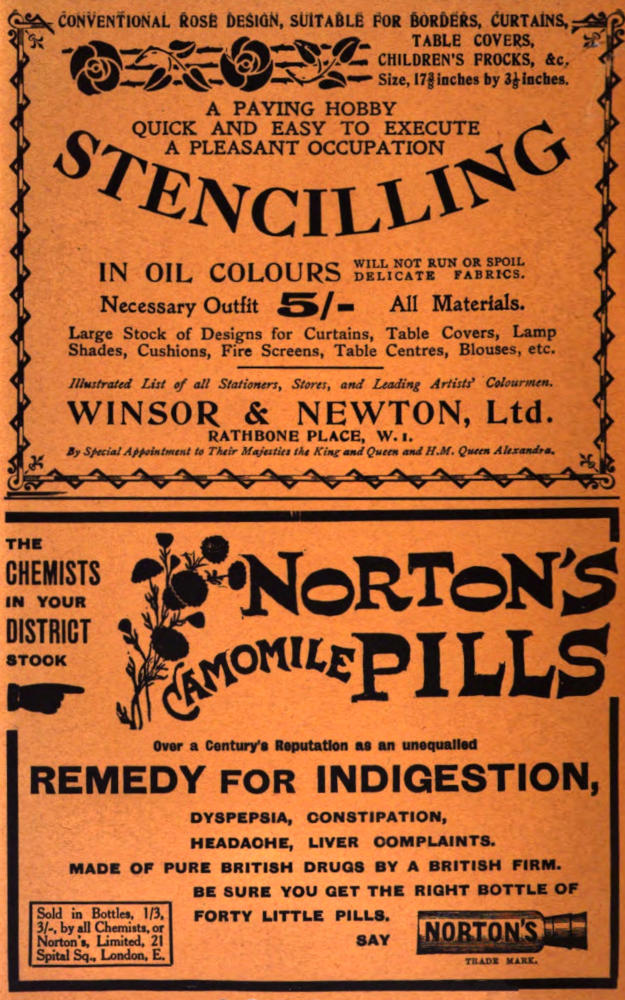 CONVENTIONAL ROSE DESIGN, SUITABLE FOR BORDERS, CURTAINS,
TABLE COVERS,
CHILDREN'S FROCKS, &c.
Size, 17⅜ inches by 3½ inches.
A PAYING HOBBY
QUICK AND EASY TO EXECUTE
A PLEASANT OCCUPATION
STENCILLING
IN OIL COLOURS WILL NOT RUN OR SPOIL
DELICATE FABRICS.
Necessary Outfit 5/- All Materials.
Large Stock of Designs for Curtains, Table Covers, Lamp
Shades, Cushions, Fire Screens, Table Centres, Blouses, etc.
Illustrated List of all Stationers, Stores, and Leading Artists' Colourmen.
WINSOR & NEWTON, Ltd.
RATHBONE PLACE, W. 1.
By Special Appointment to Their Majesties the King and Queen and H.M. Queen Alexandra.
THE
CHEMISTS
IN YOUR
DISTRICT
STOCK
NORTON'S
CAMOMILE PILLS
Over a Century's Reputation as an unequalled
REMEDY FOR INDIGESTION,
DYSPEPSIA, CONSTIPATION,
HEADACHE, LIVER COMPLAINTS.
MADE OF PURE BRITISH DRUGS BY A BRITISH FIRM.
BE SURE YOU GET THE RIGHT BOTTLE OF
FORTY LITTLE PILLS.
SAY
NORTON'S
TRADE MARK.
Sold in Bottles, 1/3,
3/-, by all Chemists, or
Norton's, Limited, 21
Spital Sq., London, E.